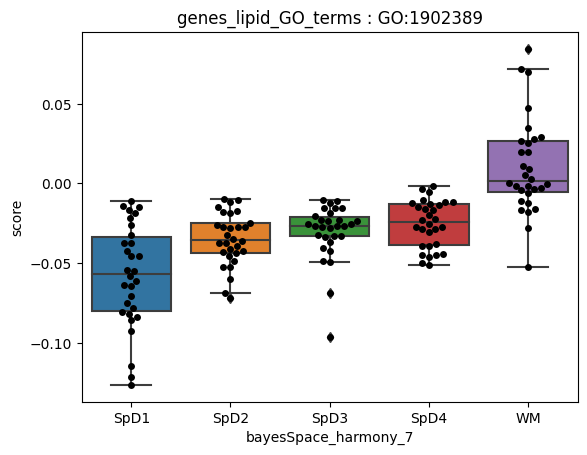 genes_lipid_GO_terms : GO:1902389
score
0.05
0.00
−0.05
−0.10
SpD1 SpD2 SpD3 SpD4 WM
bayesSpace_harmony_7